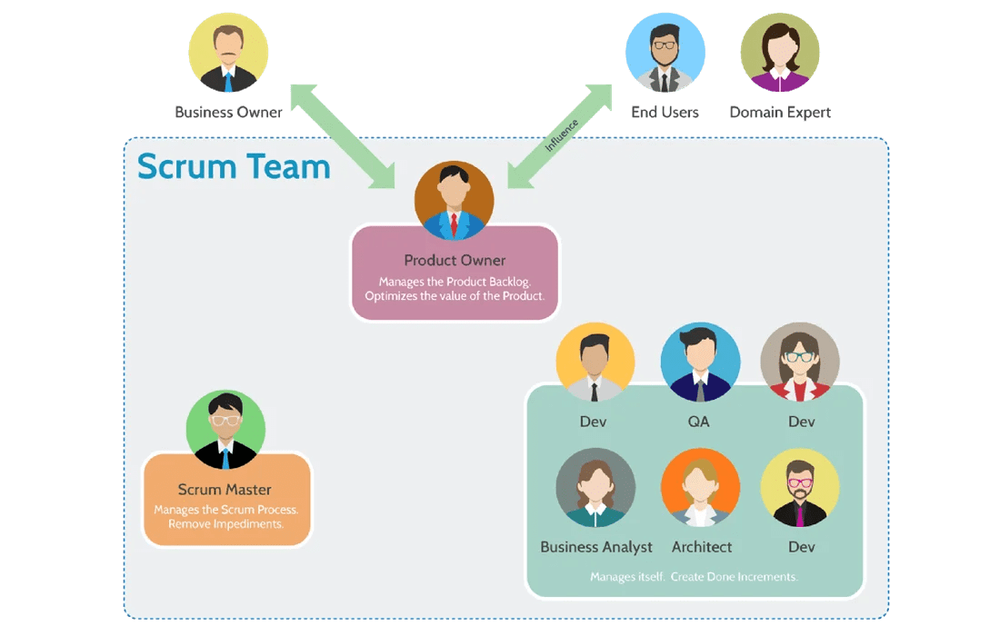 Business Owner
End Users
Domain Expert
Influence
Scrum Team
Product Owner
Manages the Product Backlog.
Optimizes the value of the Product.
Dev
QA
Dev
Scrum Master
Manages the Scrum Process.
Remove Impediments.
Business Analyst
Architect
Dev
Manages itself. Create Done Increments.